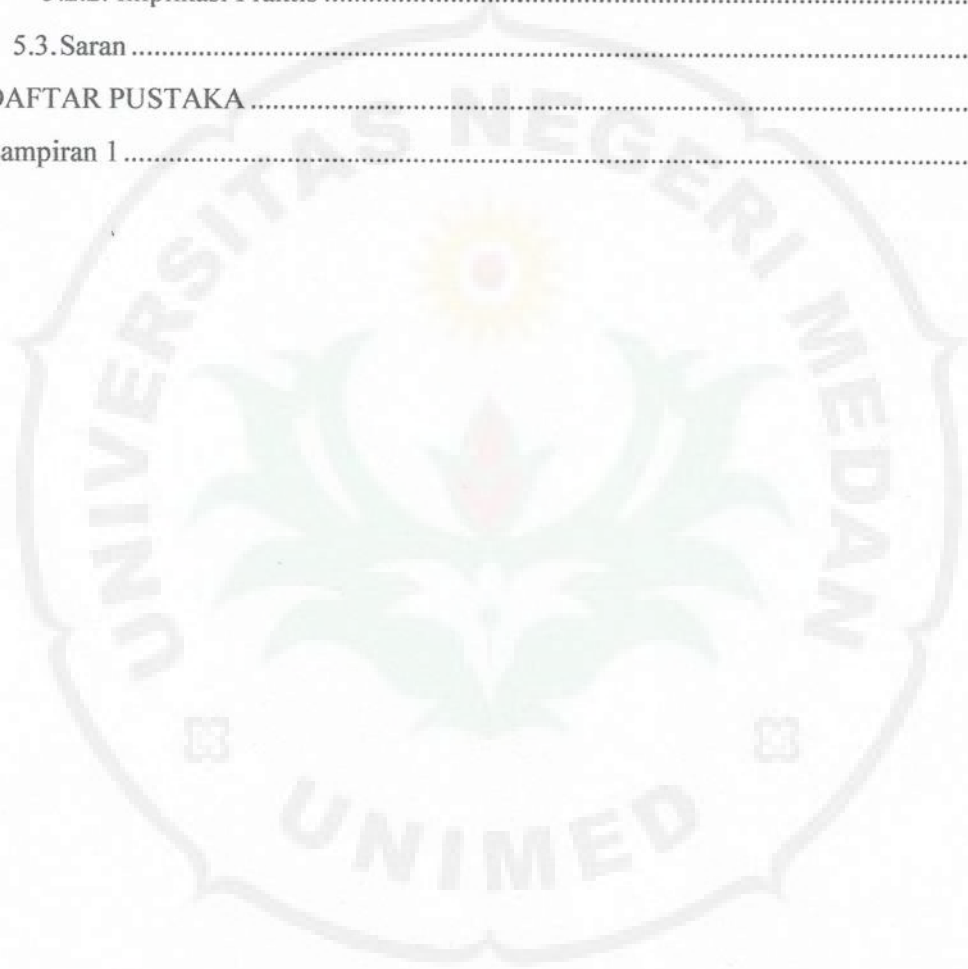 5.3. Saran ................................................................
DAFTAR PUSTAKA ................................................................
ampiran 1 ................................................................
UNIVERSITAS NEGERI MEDAN
UNIMED